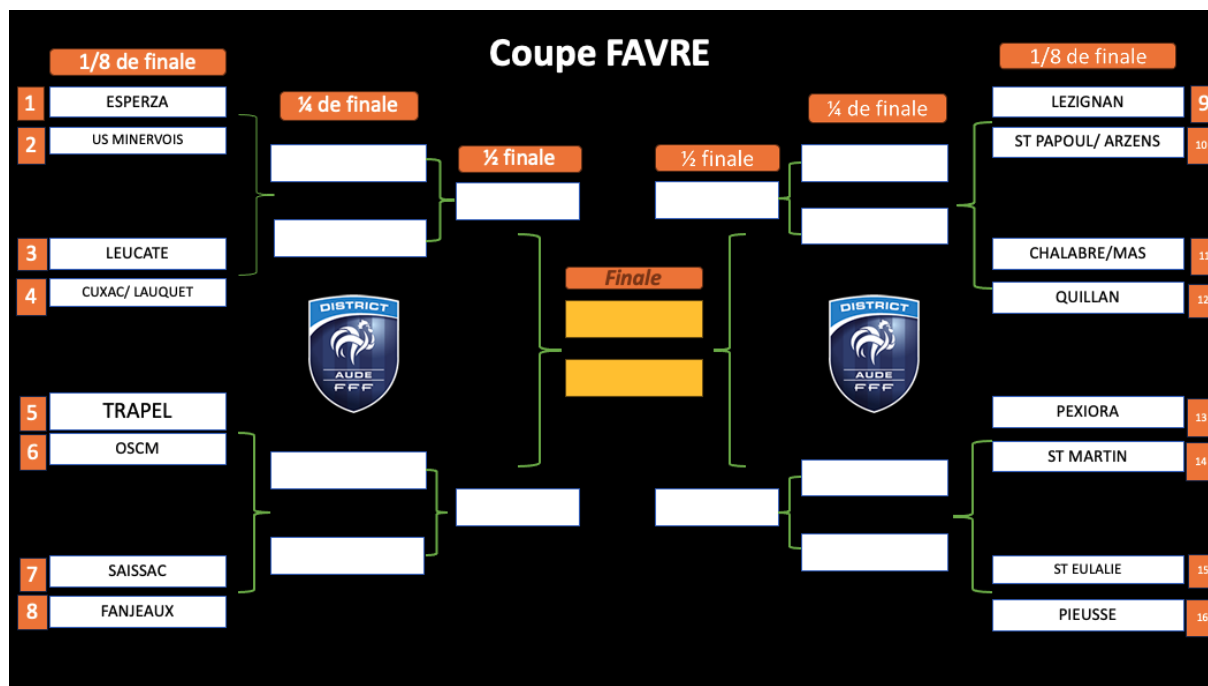 Coupe FAVRE
1/8 de finale
1 ESPERZA
2 US MINERVOIS
3 LEUCATE
4 CUXAC/ LAUQUET
5 TRAPEL
6 OSCM
7 SAISSAC
8 FANJEAUX
¼ de finale
½ finale
DISTRICT
AUDE
FFF
Finale
½ finale
¼ de finale
DISTRICT
AUDE
FFF
1/8 de finale
LEZIGNAN 9
ST PAPOUL/ ARZENS 10
CHALABRE/MAS 11
QUILLAN 12
PEXIORA 13
ST MARTIN 14
ST EULALIE 15
PIEUSSE 16